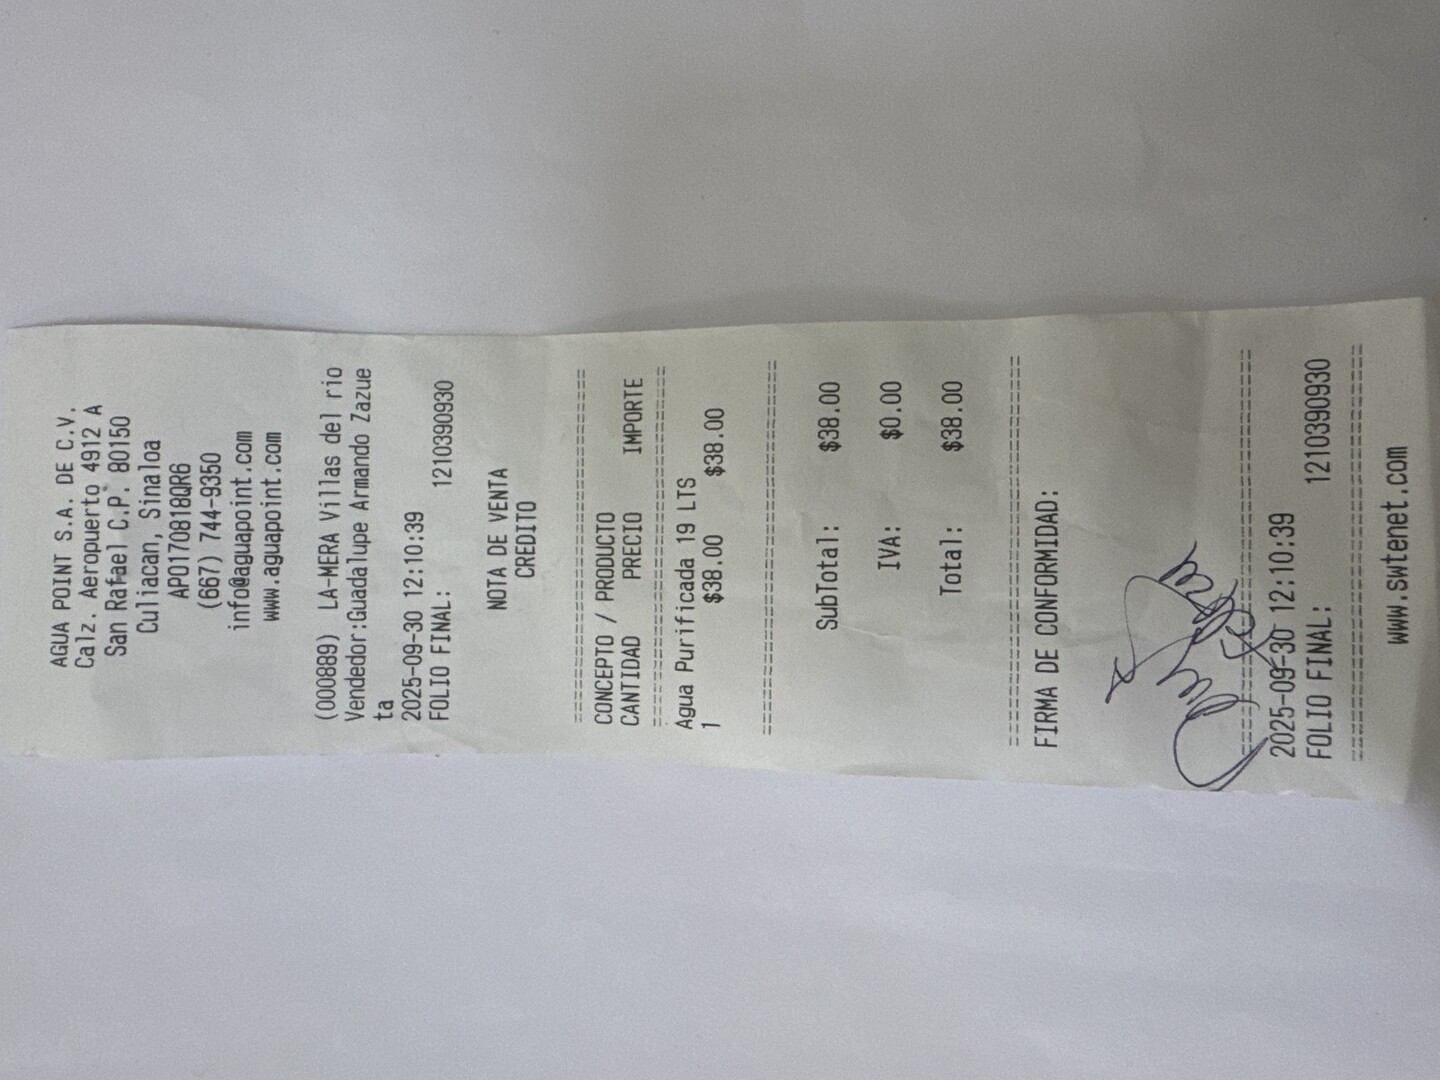 AGUA POINT S.A. DE C.V.
Calz. Aeropuerto 4912 A
San Rafael C.P. 80150
Culiacan, Sinaloa
APO170818QR6
(667) 744-9350
info@aguapoint.com
www.aguapoint.com
(000889) LA-MERA Villas del rio
Vendedor:Guadalupe Armando Zazue
ta
2025-09-30 12:10:39
FOLIO FINAL: 1210390930
NOTA DE VENTA
CREDITO
CONCEPTO / PRODUCTO
CANTIDAD PRECIO IMPORTE
Agua Purificada 19 LTS
1 $38.00 $38.00
SubTotal: $38.00
IVA: $0.00
Total: $38.00
FIRMA DE CONFORMIDAD:
2025-09-30 12:10:39
FOLIO FINAL: 1210390930
www.swtenet.com